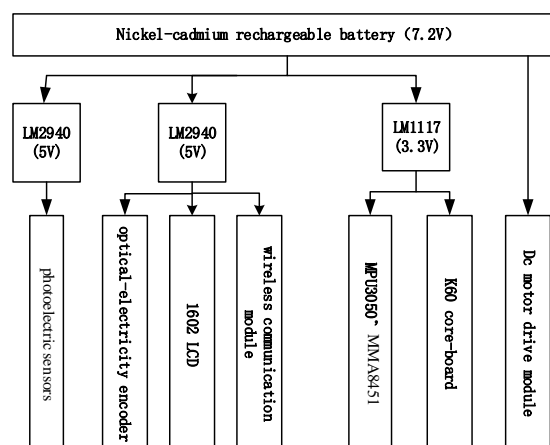 Nickel-cadmium rechargeable battery (7.2V)
LM2940
(5V)
LM2940
(5V)
LM1117
(3.3V)
photoelectric sensors
optical-electricity encoder
1602 LCD
wireless communication
module
MPU3050、MMA8451
K60 core-board
Dc motor drive module